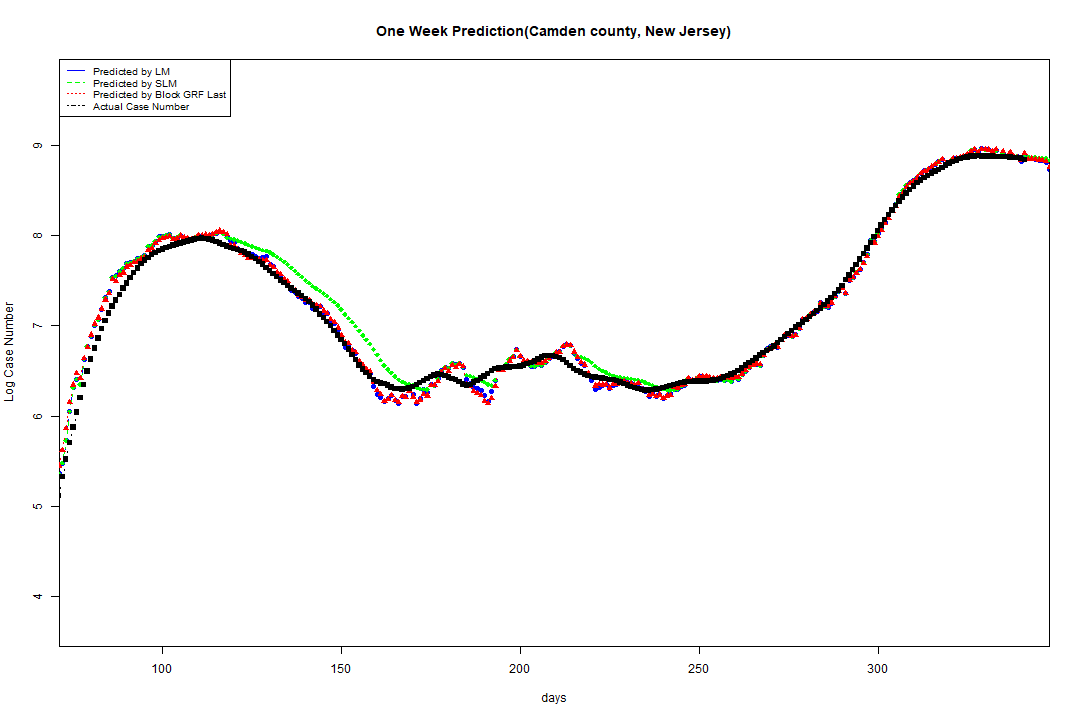 One Week Prediction(Camden county, New Jersey)
Predicted by LM
Predicted by SLM
Predicted by Block GRF Last
Actual Case Number
9
8
7
6
5
4
Log Case Number
100 150 200 250 300
days